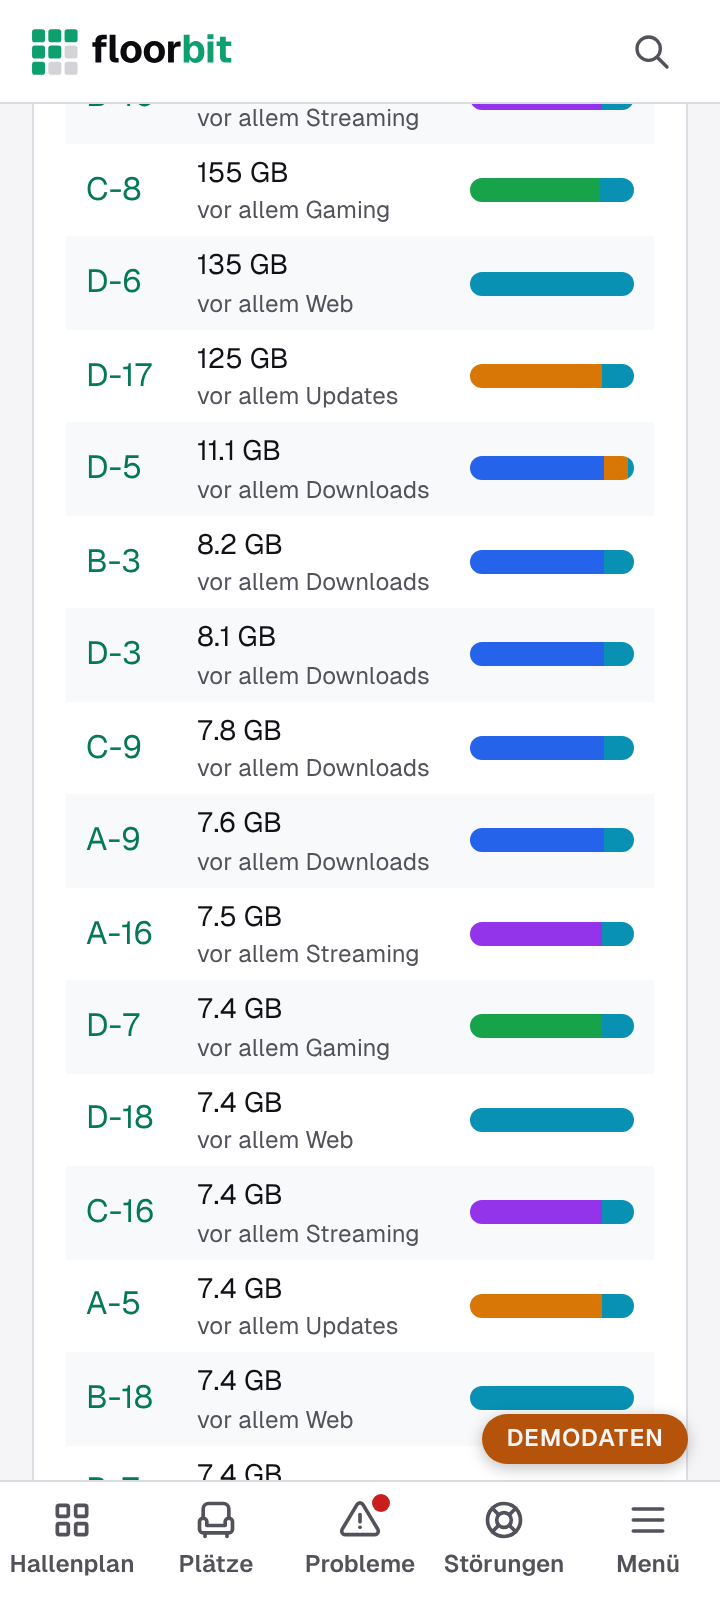 floorbit
vor allem Streaming
C-8
155 GB
vor allem Gaming
D-6
135 GB
vor allem Web
D-17
125 GB
vor allem Updates
D-5
11.1 GB
vor allem Downloads
B-3
8.2 GB
vor allem Downloads
D-3
8.1 GB
vor allem Downloads
C-9
7.8 GB
vor allem Downloads
A-9
7.6 GB
vor allem Downloads
A-16
7.5 GB
vor allem Streaming
D-7
7.4 GB
vor allem Gaming
D-18
7.4 GB
vor allem Web
C-16
7.4 GB
vor allem Streaming
A-5
7.4 GB
vor allem Updates
B-18
7.4 GB
vor allem Web
DEMODATEN
7.4 GB
Hallenplan
Plätze
Probleme
Störungen
Menü